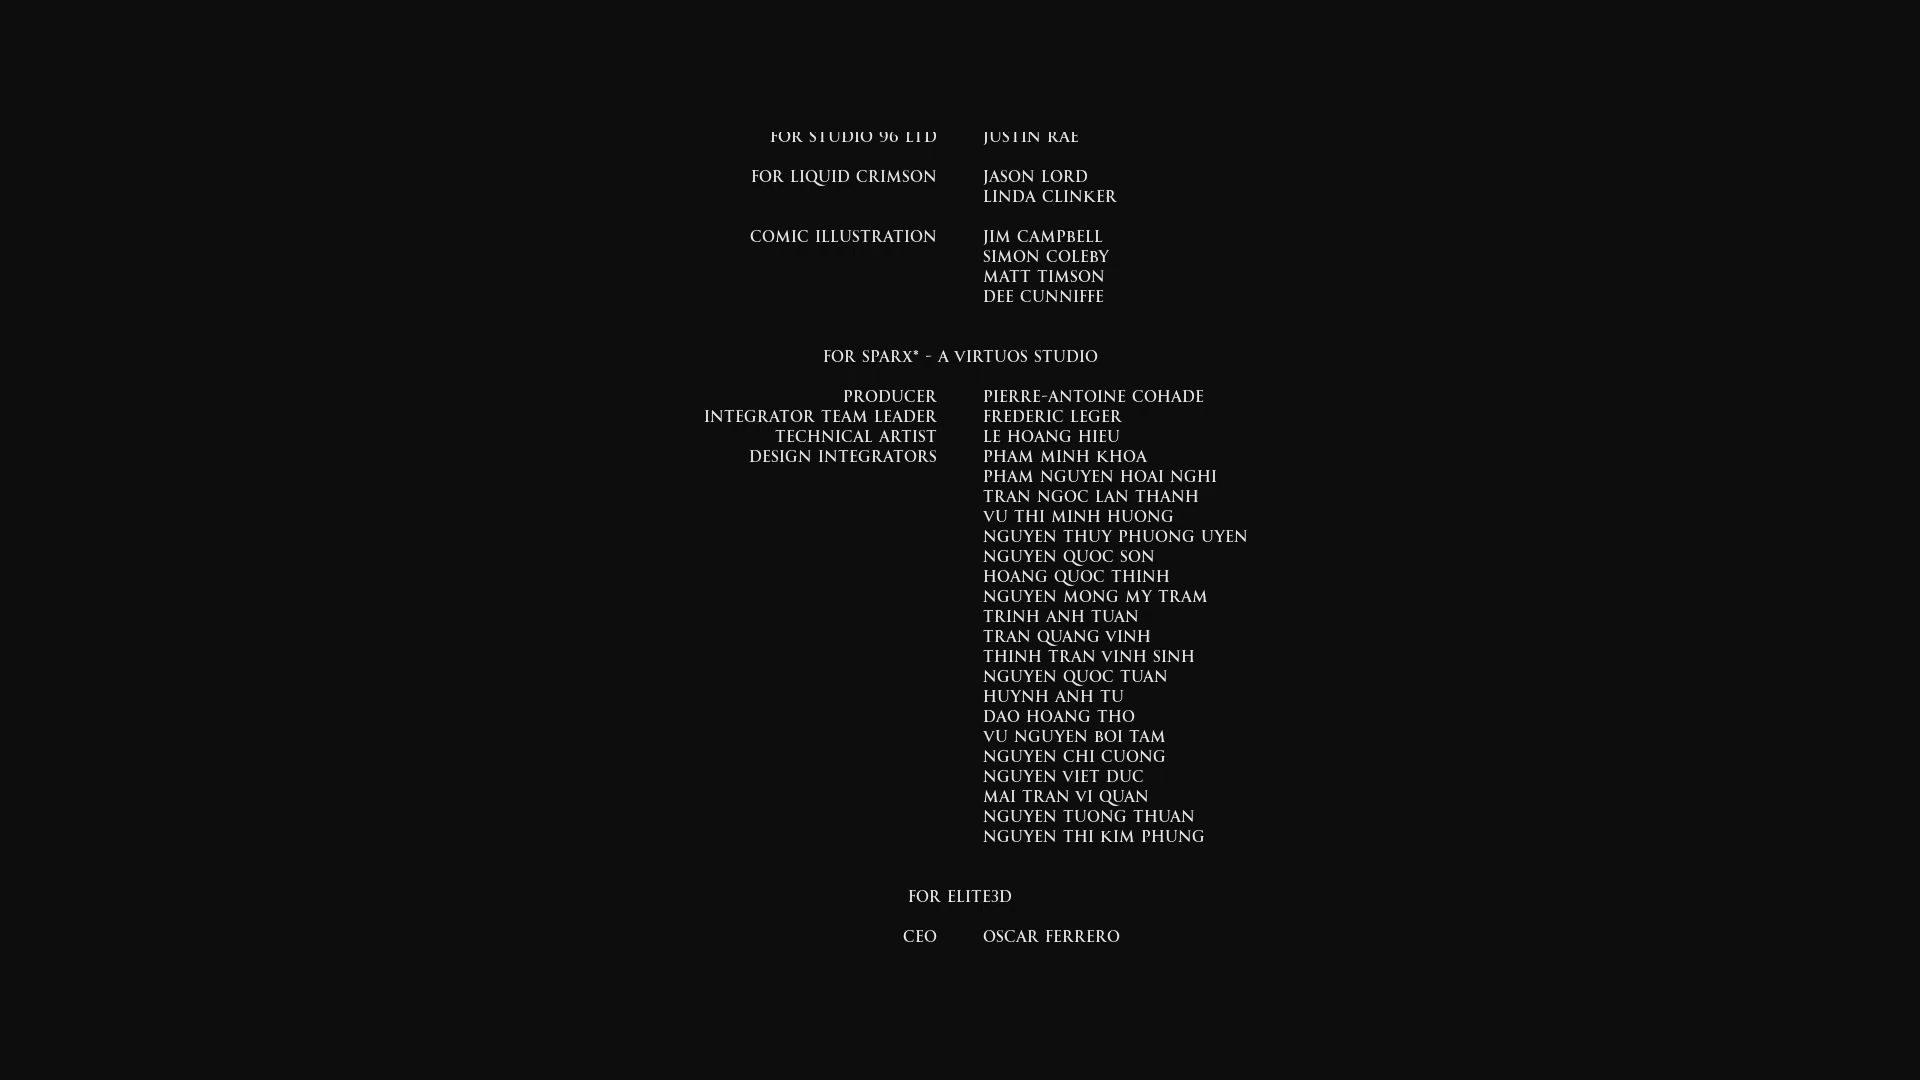 FOR STUDIO 96 LTD JUSTIN RAE
FOR LIQUID CRIMSON JASON LORD
LINDA CLINKER
COMIC ILLUSTRATION JIM CAMPBELL
SIMON COLEBY
MATT TIMSON
DEE CUNNIFFE
FOR SPARX* - A VIRTUOS STUDIO
PRODUCER PIERRE-ANTOINE COHADE
INTEGRATOR TEAM LEADER FREDERIC LEGER
TECHNICAL ARTIST LE HOANG HIEU
DESIGN INTEGRATORS PHAM MINH KHOA
PHAM NGUYEN HOAI NGHI
TRAN NGOC LAN THANH
VU THI MINH HUONG
NGUYEN THUY PHUONG UYEN
NGUYEN QUOC SON
HOANG QUOC THINH
NGUYEN MONG MY TRAM
TRINH ANH TUAN
TRAN QUANG VINH
THINH TRAN VINH SINH
NGUYEN QUOC TUAN
HUYNH ANH TU
DAO HOANG THO
VU NGUYEN BOI TAM
NGUYEN CHI CUONG
NGUYEN VIET DUC
MAI TRAN VI QUAN
NGUYEN TUONG THUAN
NGUYEN THI KIM PHUNG
FOR ELITE3D
CEO OSCAR FERRERO